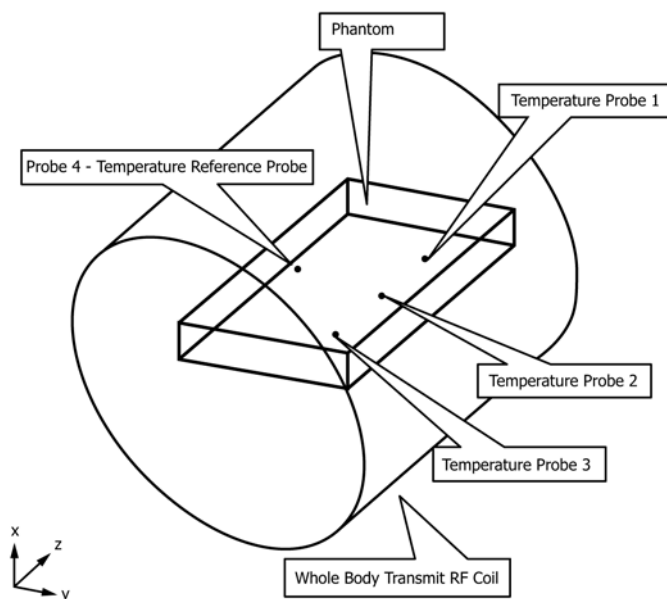 Phantom
Temperature Probe 1
Probe 4 - Temperature Reference Probe
Temperature Probe 2
Temperature Probe 3
Whole Body Transmit RF Coil
x
z
y